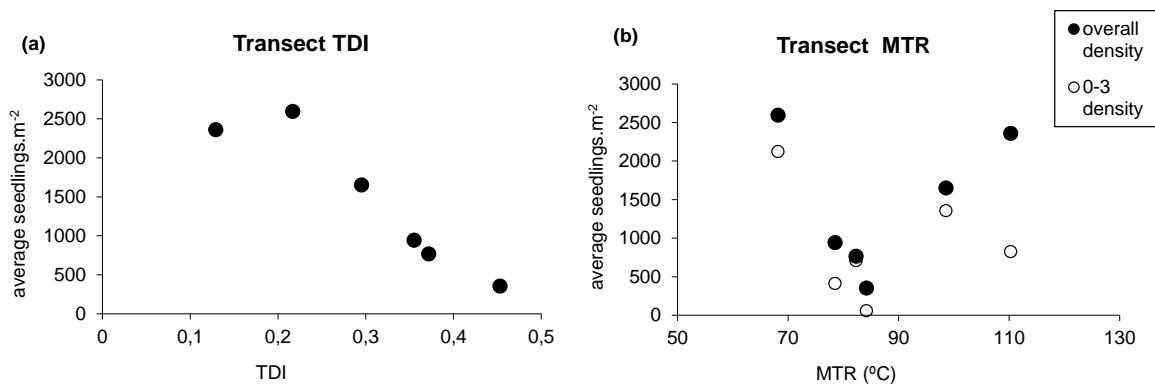 (a)
Transect TDI
3000
2500
2000
1500
1000
500
0
average seedlings.m⁻²
0
0,1
0,2
0,3
0,4
0,5
TDI
(b)
Transect MTR
overall
density
0-3
density
3000
2500
2000
1500
1000
500
0
average seedlings.m⁻²
50
70
90
110
130
MTR (ºC)